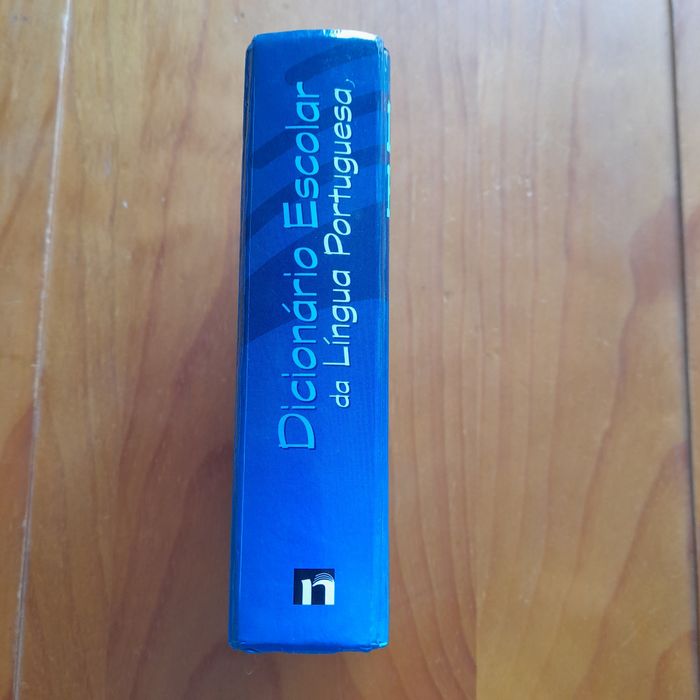 Dicionário Escolar
da Língua Portuguesa,
n